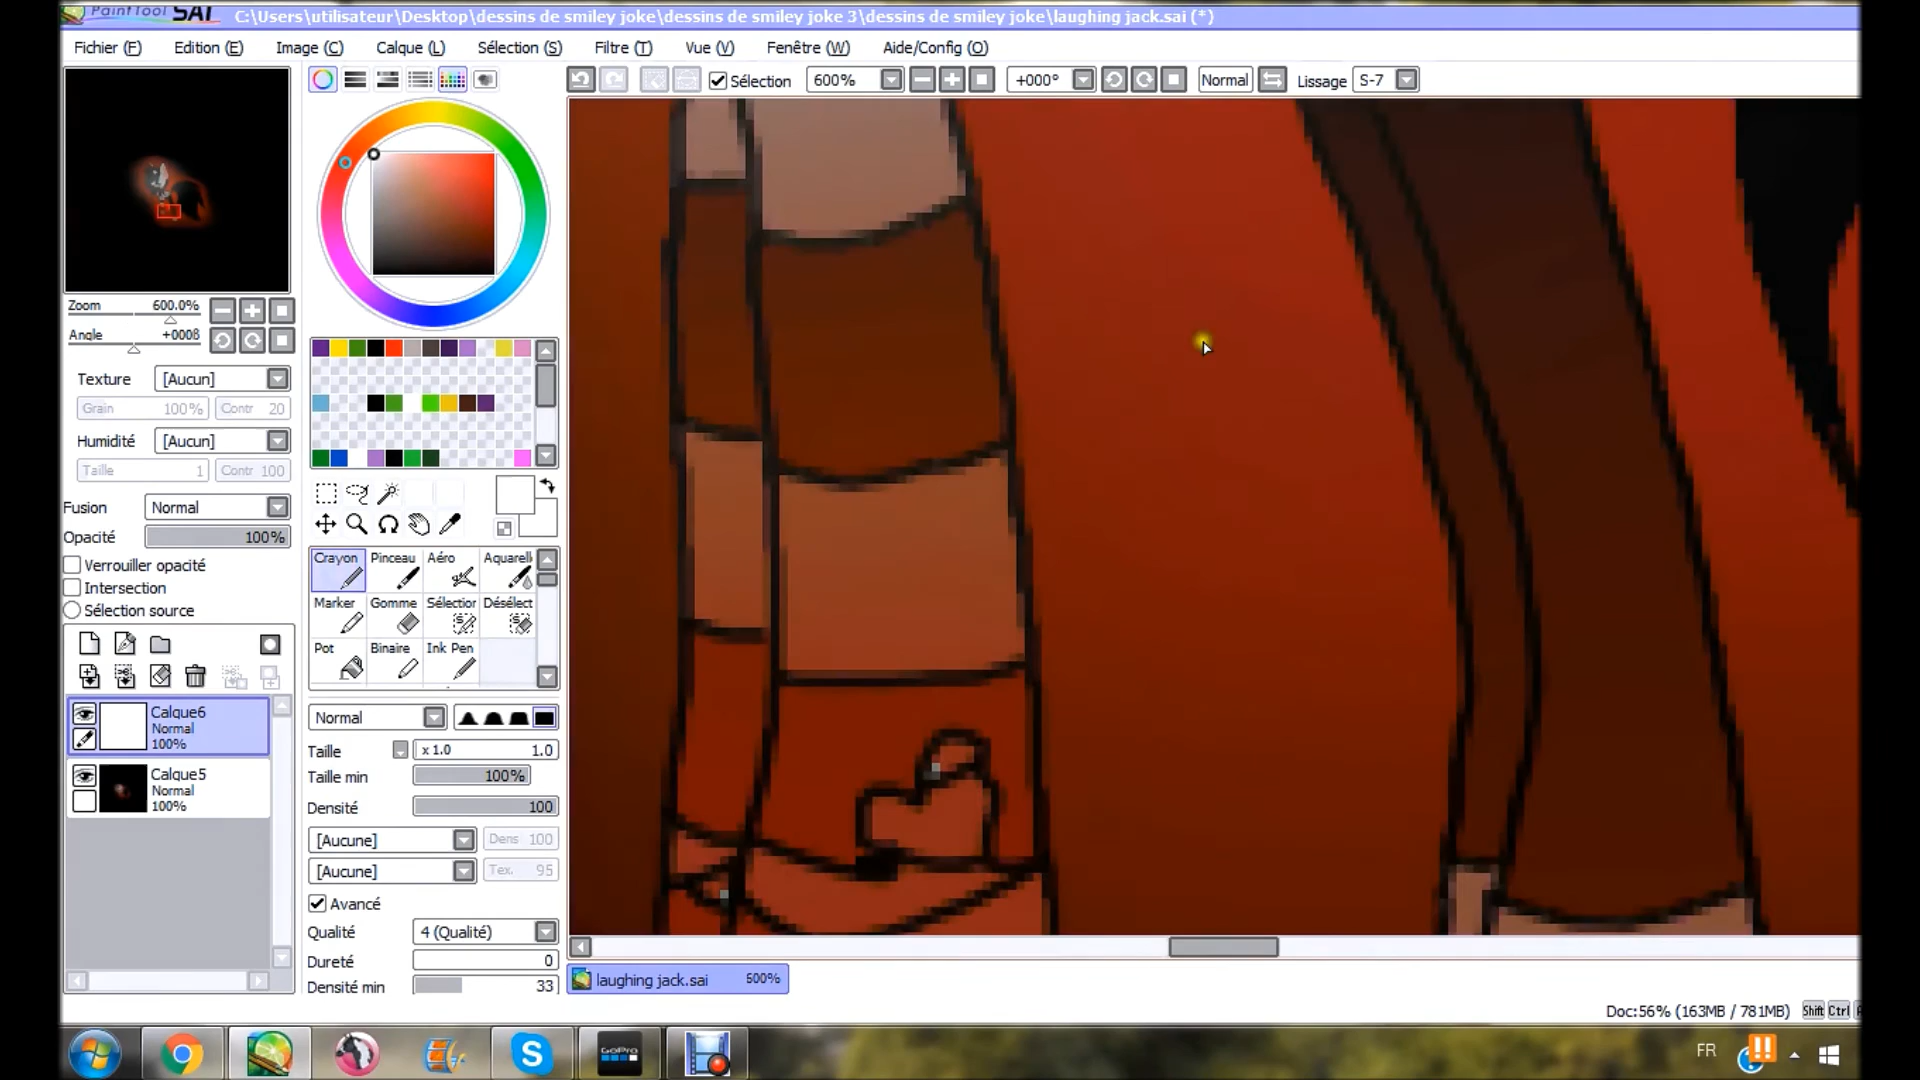 PaintTool SAI C:\Users\utilisateur\Desktop\dessins de smiley joke\dessins de smiley joke 3\dessins de smiley joke\laughing jack.sai (*)
Fichier (F) Edition (E) Image (C) Calque (L) Sélection (S) Filtre (T) Vue (V) Fenêtre (W) Aide/Config (O)
Sélection 600% +000° Normal Lissage S-7
Zoom 600.0%
Angle
Texture [Aucun]
Grain 100% Contr 20
Humidité [Aucun]
Taille 1 Contr 100
Fusion Normal
Opacité 100%
Verrouiller opacité
Intersection
Sélection source
Calque6
Normal
100%
Calque5
Normal
100%
Crayon Pinceau Aéro Aquarell
Marker Gomme Sélection Désélect
Pot Binaire Ink Pen
Normal
Taille x 1.0 1.0
Taille min 100%
Densité 100
[Aucune] Dens 100
[Aucune] Tex. 95
Avancé
Qualité 4 (Qualité)
Dureté 0
Densité min 33
laughing jack.sai 500%
Doc:56% (163MB / 781MB) Shift Ctrl
S GoPro FR